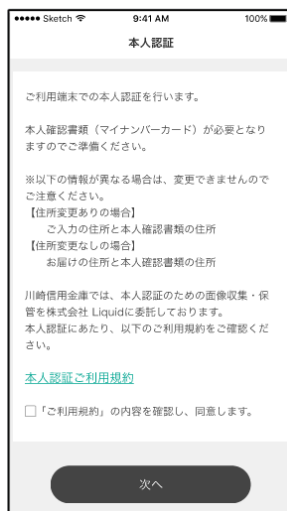 ●●●●● Sketch 9:41 AM 100%
本人認証
ご利用端末での本人認証を行います。
本人確認書類（マイナンバーカード）が必要となり
ますのでご準備ください。
※以下の情報が異なる場合は、変更できませんので
ご注意ください。
【住所変更ありの場合】
ご入力の住所と本人確認書類の住所
【住所変更なしの場合】
お届けの住所と本人確認書類の住所
川崎信用金庫では、本人認証のための画像収集・保
管を株式会社 Liquidに委託しております。
本人認証にあたり、以下のご利用規約をご確認くだ
さい。
本人認証ご利用規約
「ご利用規約」の内容を確認し、同意します。
次へ